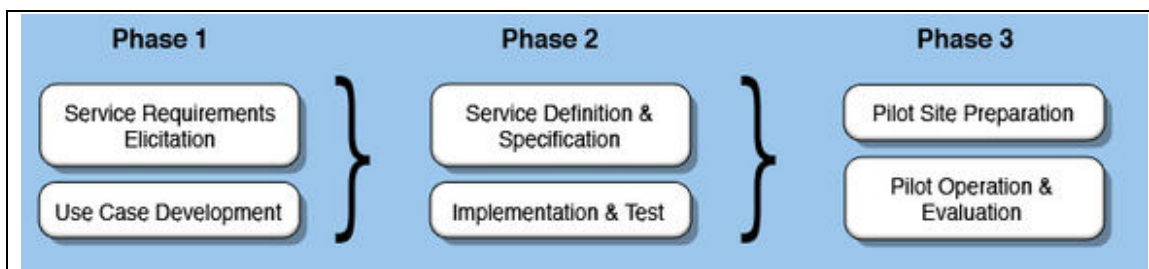 Phase 1
Service Requirements
Elicitation
Use Case Development
Phase 2
Service Definition &
Specification
Implementation & Test
Phase 3
Pilot Site Preparation
Pilot Operation &
Evaluation